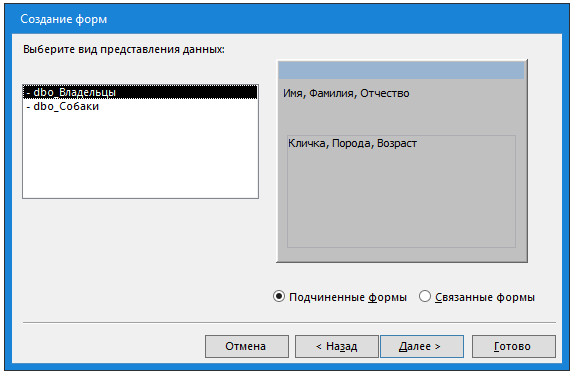 Создание форм
Выберите вид представления данных:
- dbo_Владельцы
- dbo_Собаки
Имя, Фамилия, Отчество
Кличка, Порода, Возраст
Подчиненные формы
Связанные формы
Отмена
< Назад
Далее >
Готово